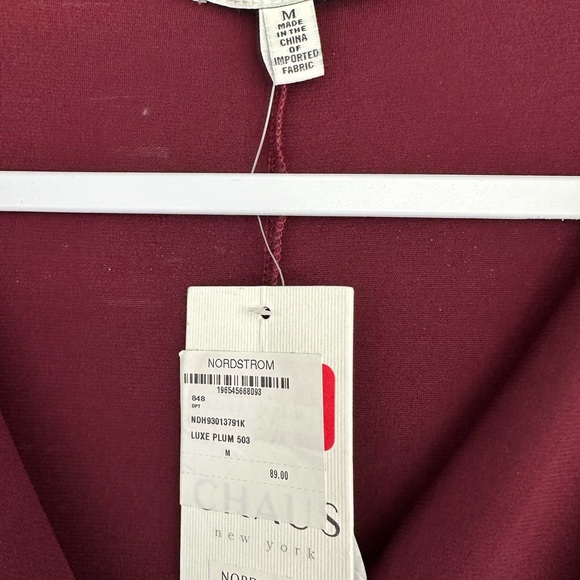 M
MADE
IN THE
CHINA
OF
IMPORTED
FABRIC
NORDSTROM
196545668093
848
DPT
NDH93013791K
LUXE PLUM 503
M
89.00
CHAUS
new york